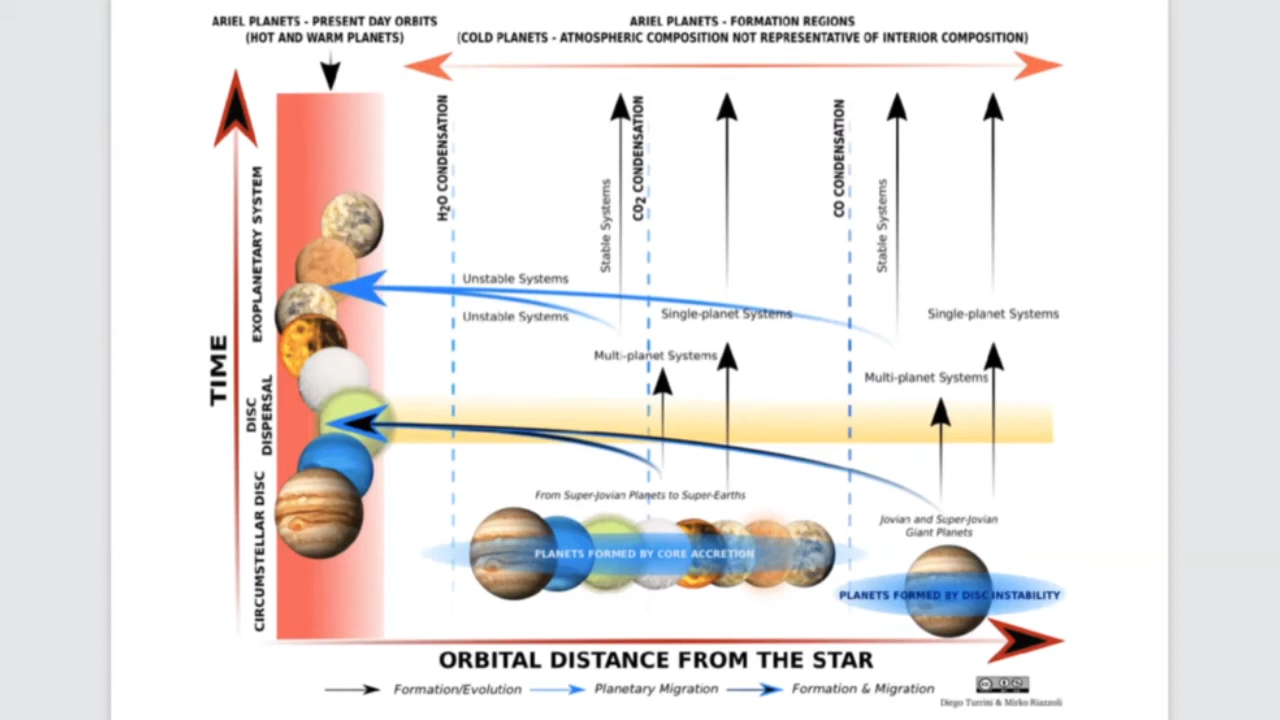 ARIEL PLANETS - PRESENT DAY ORBITS
(HOT AND WARM PLANETS)
ARIEL PLANETS - FORMATION REGIONS
(COLD PLANETS - ATMOSPHERIC COMPOSITION NOT REPRESENTATIVE OF INTERIOR COMPOSITION)
TIME
EXOPLANETARY SYSTEM
DISC
DISPERSAL
CIRCUMSTELLAR DISC
H2O CONDENSATION
Stable Systems
CO2 CONDENSATION
CO CONDENSATION
Stable Systems
Unstable Systems
Unstable Systems
Single-planet Systems
Single-planet Systems
Multi-planet Systems
Multi-planet Systems
From Super-Jovian Planets to Super-Earths
Jovian and Super-Jovian
Giant Planets
PLANETS FORMED BY CORE ACCRETION
PLANETS FORMED BY DISC INSTABILITY
ORBITAL DISTANCE FROM THE STAR
Formation/Evolution
Planetary Migration
Formation & Migration
Diego Turrini & Mirko Riazzoli